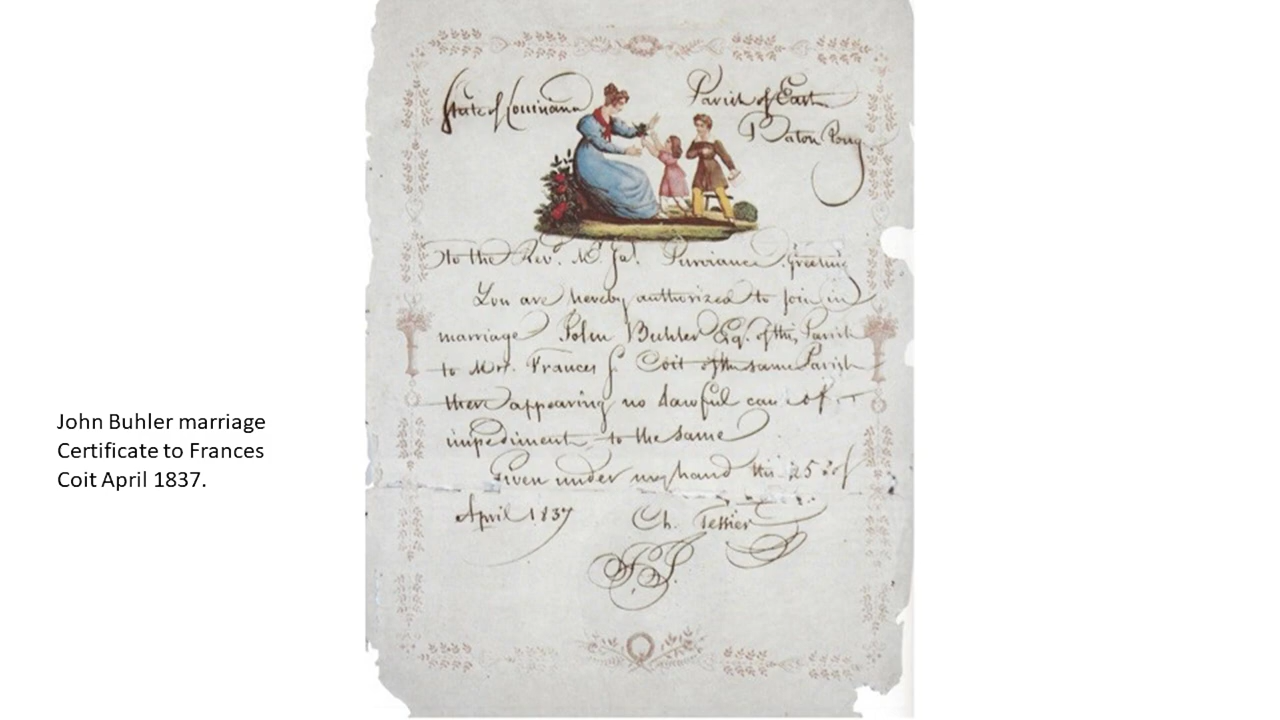 State of Louisiana
Parish of East
Baton Roug
To the Revd. Mr. Ja. Purviance Greeting
You are hereby authorized to join in
marriage John Buhler Esq. of this Parish
to Mrs. Frances S. Coit of the same Parish
there appearing no lawful cause of
impediment to the same
Given under my hand this 25 of
April 1837 Ch. Tessier
John Buhler marriage
Certificate to Frances
Coit April 1837.